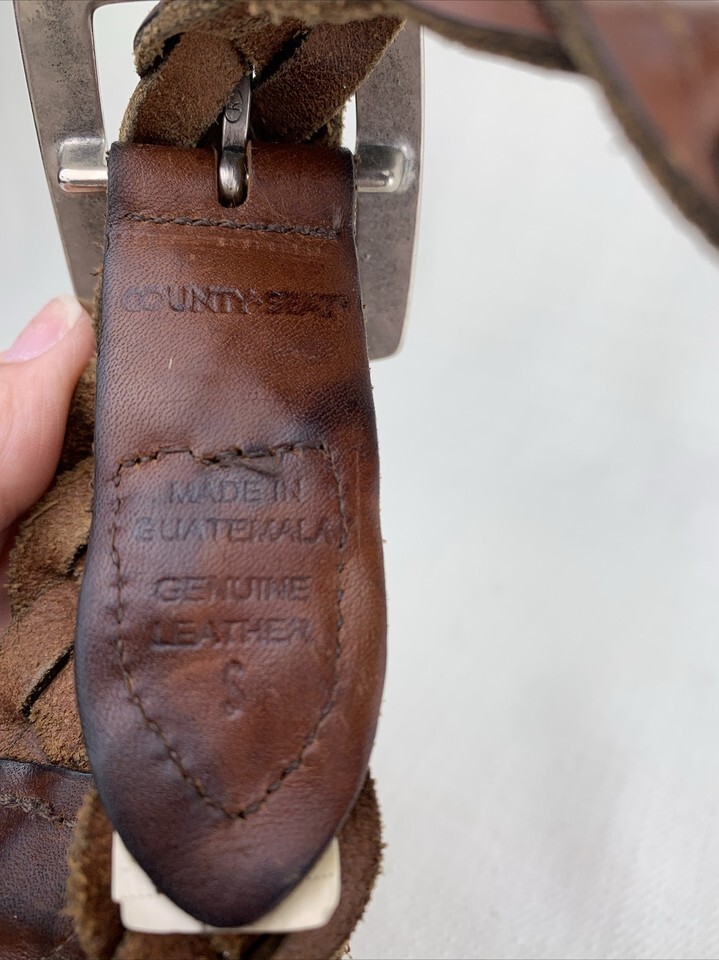 COUNTY SEAT
MADE IN
GUATEMALA
GENUINE
LEATHER
S